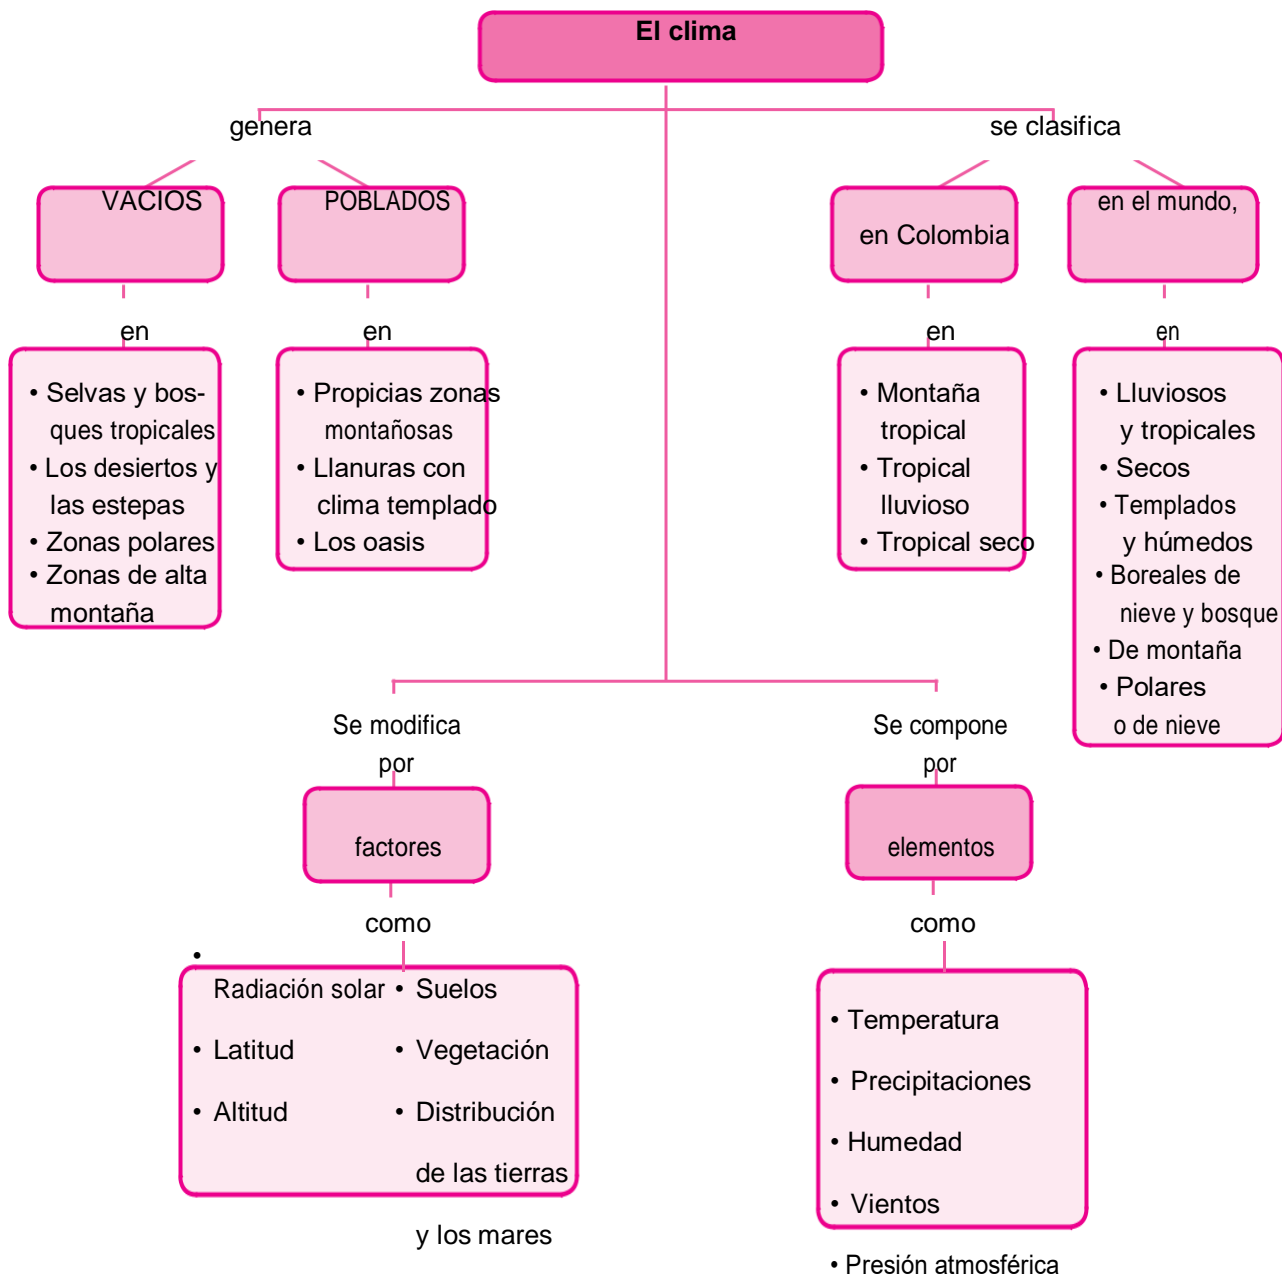 El clima
genera
se clasifica
VACIOS
POBLADOS
en Colombia
en el mundo,
en
• Selvas y bos-
ques tropicales
• Los desiertos y
las estepas
• Zonas polares
• Zonas de alta
montaña
en
• Propicias zonas
montañosas
• Llanuras con
clima templado
• Los oasis
en
• Montaña
tropical
• Tropical
lluvioso
• Tropical seco
en
• Lluviosos
y tropicales
• Secos
• Templados
y húmedos
• Boreales de
nieve y bosque
• De montaña
• Polares
o de nieve
Se modifica
por
factores
como
•
Radiación solar
• Latitud
• Altitud
• Suelos
• Vegetación
• Distribución
de las tierras
y los mares
Se compone
por
elementos
como
• Temperatura
• Precipitaciones
• Humedad
• Vientos
• Presión atmosférica